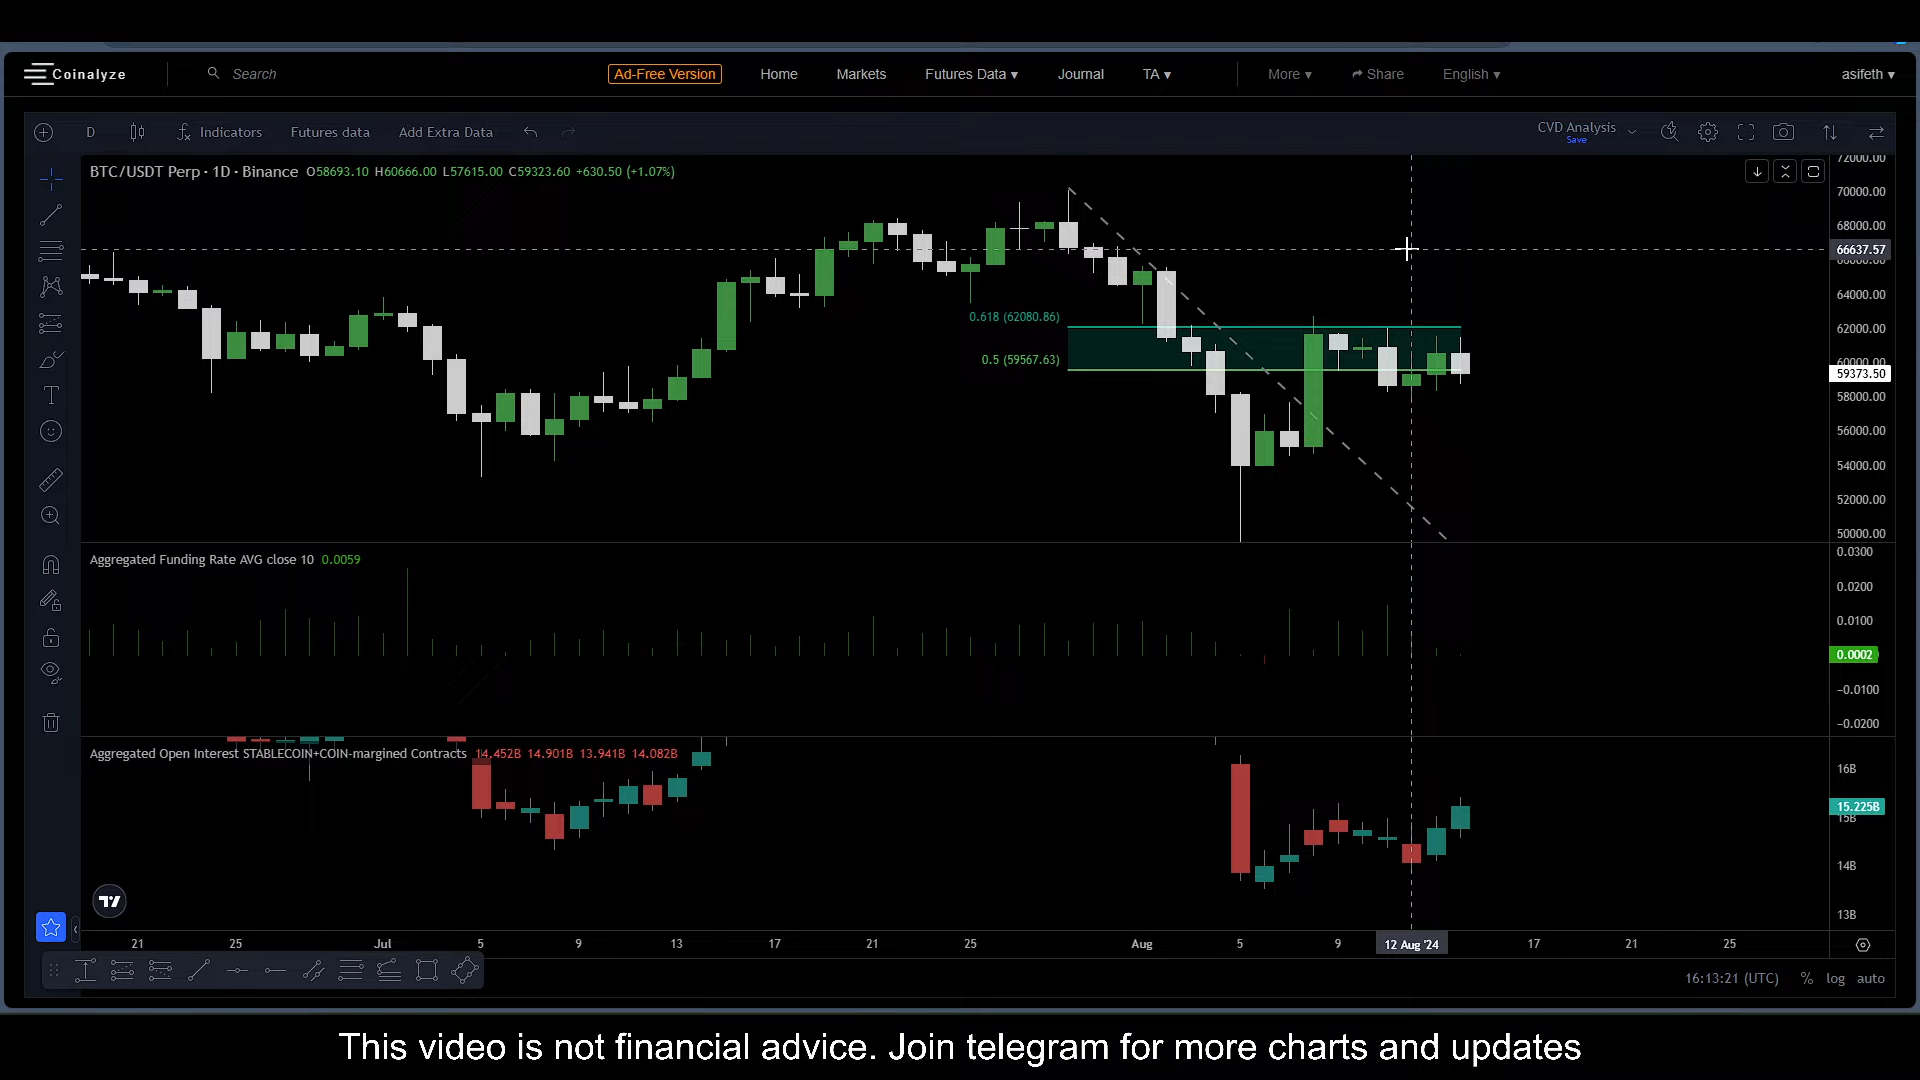 Coinalyze Search Ad-Free Version Home Markets Futures Data ▾ Journal TA ▾ More ▾ Share English ▾ asifeth ▾
D Indicators Futures data Add Extra Data CVD Analysis
Save
BTC/USDT Perp · 1D · Binance O58693.10 H60666.00 L57615.00 C59323.60 +630.50 (+1.07%)
72000.00
70000.00
68000.00
66637.57
66000.00
64000.00
0.618 (62080.86)
62000.00
0.5 (59567.63)
60000.00
59373.50
58000.00
56000.00
54000.00
52000.00
50000.00
Aggregated Funding Rate AVG close 10 0.0059
0.0300
0.0200
0.0100
0.0002
−0.0100
−0.0200
Aggregated Open Interest STABLECOIN+COIN-margined Contracts 14.452B 14.901B 13.941B 14.082B
16B
15.225B
15B
14B
13B
21 25 Jul 5 9 13 17 21 25 Aug 5 9 12 Aug '24 17 21 25
16:13:21 (UTC) % log auto
This video is not financial advice. Join telegram for more charts and updates